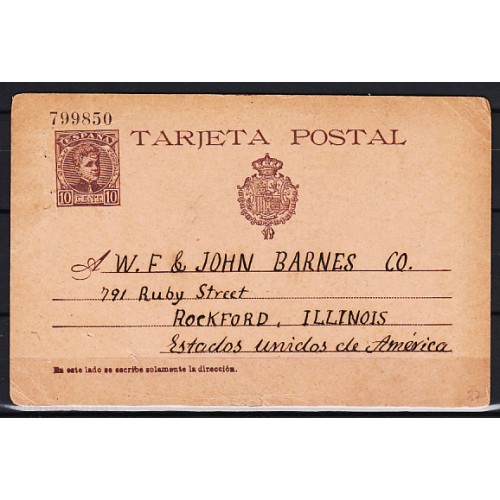 799850
ESPAÑA
10 CENTS 10
TARJETA POSTAL
A W. F & JOHN BARNES CO.
791 Ruby Street
ROCKFORD, ILLINOIS
Estados unidos de América
En este lado se escribe solamente la dirección.
37